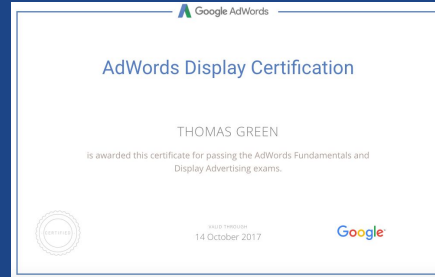 Google AdWords
AdWords Display Certification
THOMAS GREEN
is awarded this certificate for passing the AdWords Fundamentals and
Display Advertising exams.
CERTIFIED
VALID THROUGH
14 October 2017
Google